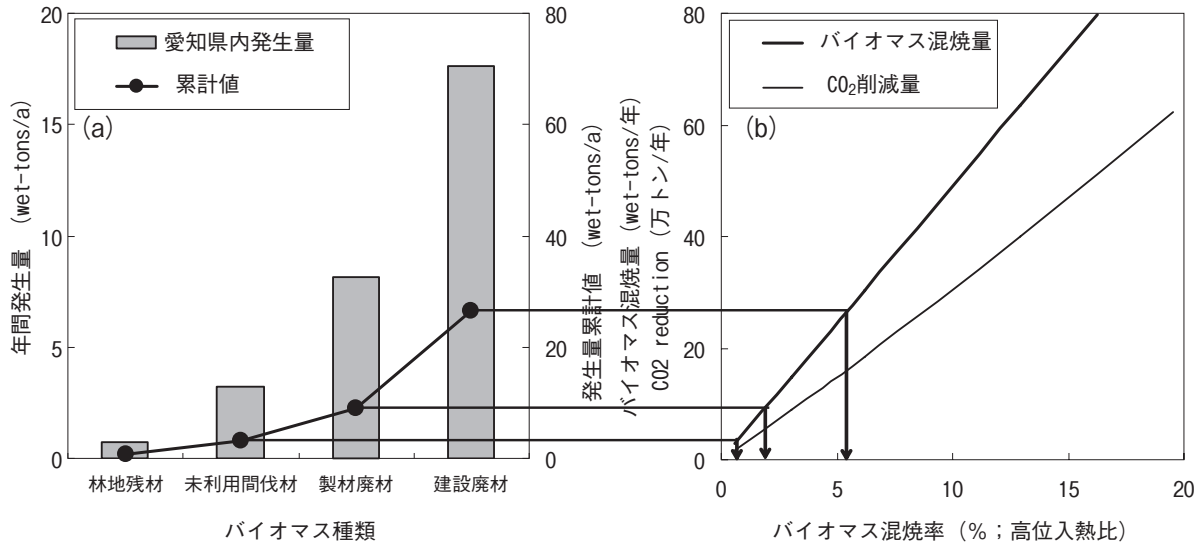 愛知県内発生量
累計値
(a)
年間発生量 (wet-tons/a)
20
15
10
5
0
林地残材
未利用間伐材
製材廃材
建設廃材
バイオマス種類
80
60
40
20
0
発生量累計値 (wet-tons/a)
バイオマス混焼量 (wet-tons/年)
CO2 reduction (万トン/年)
バイオマス混焼量
CO₂削減量
(b)
80
60
40
20
0
0
5
10
15
20
バイオマス混焼率 (%；高位入熱比)